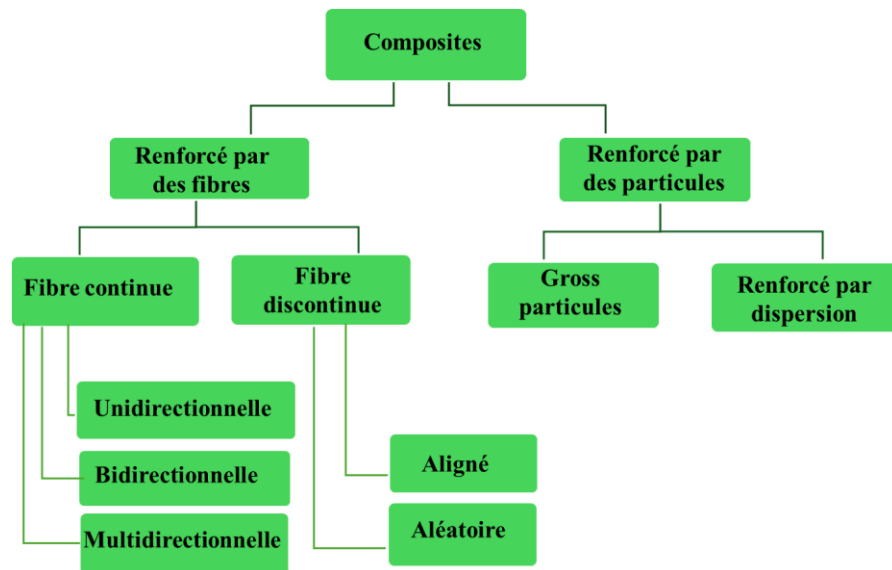 Composites
Renforcé par
des fibres
Renforcé par
des particules
Fibre continue
Fibre
discontinue
Gross
particules
Renforcé par
dispersion
Unidirectionnelle
Bidirectionnelle
Multidirectionnelle
Aligné
Aléatoire